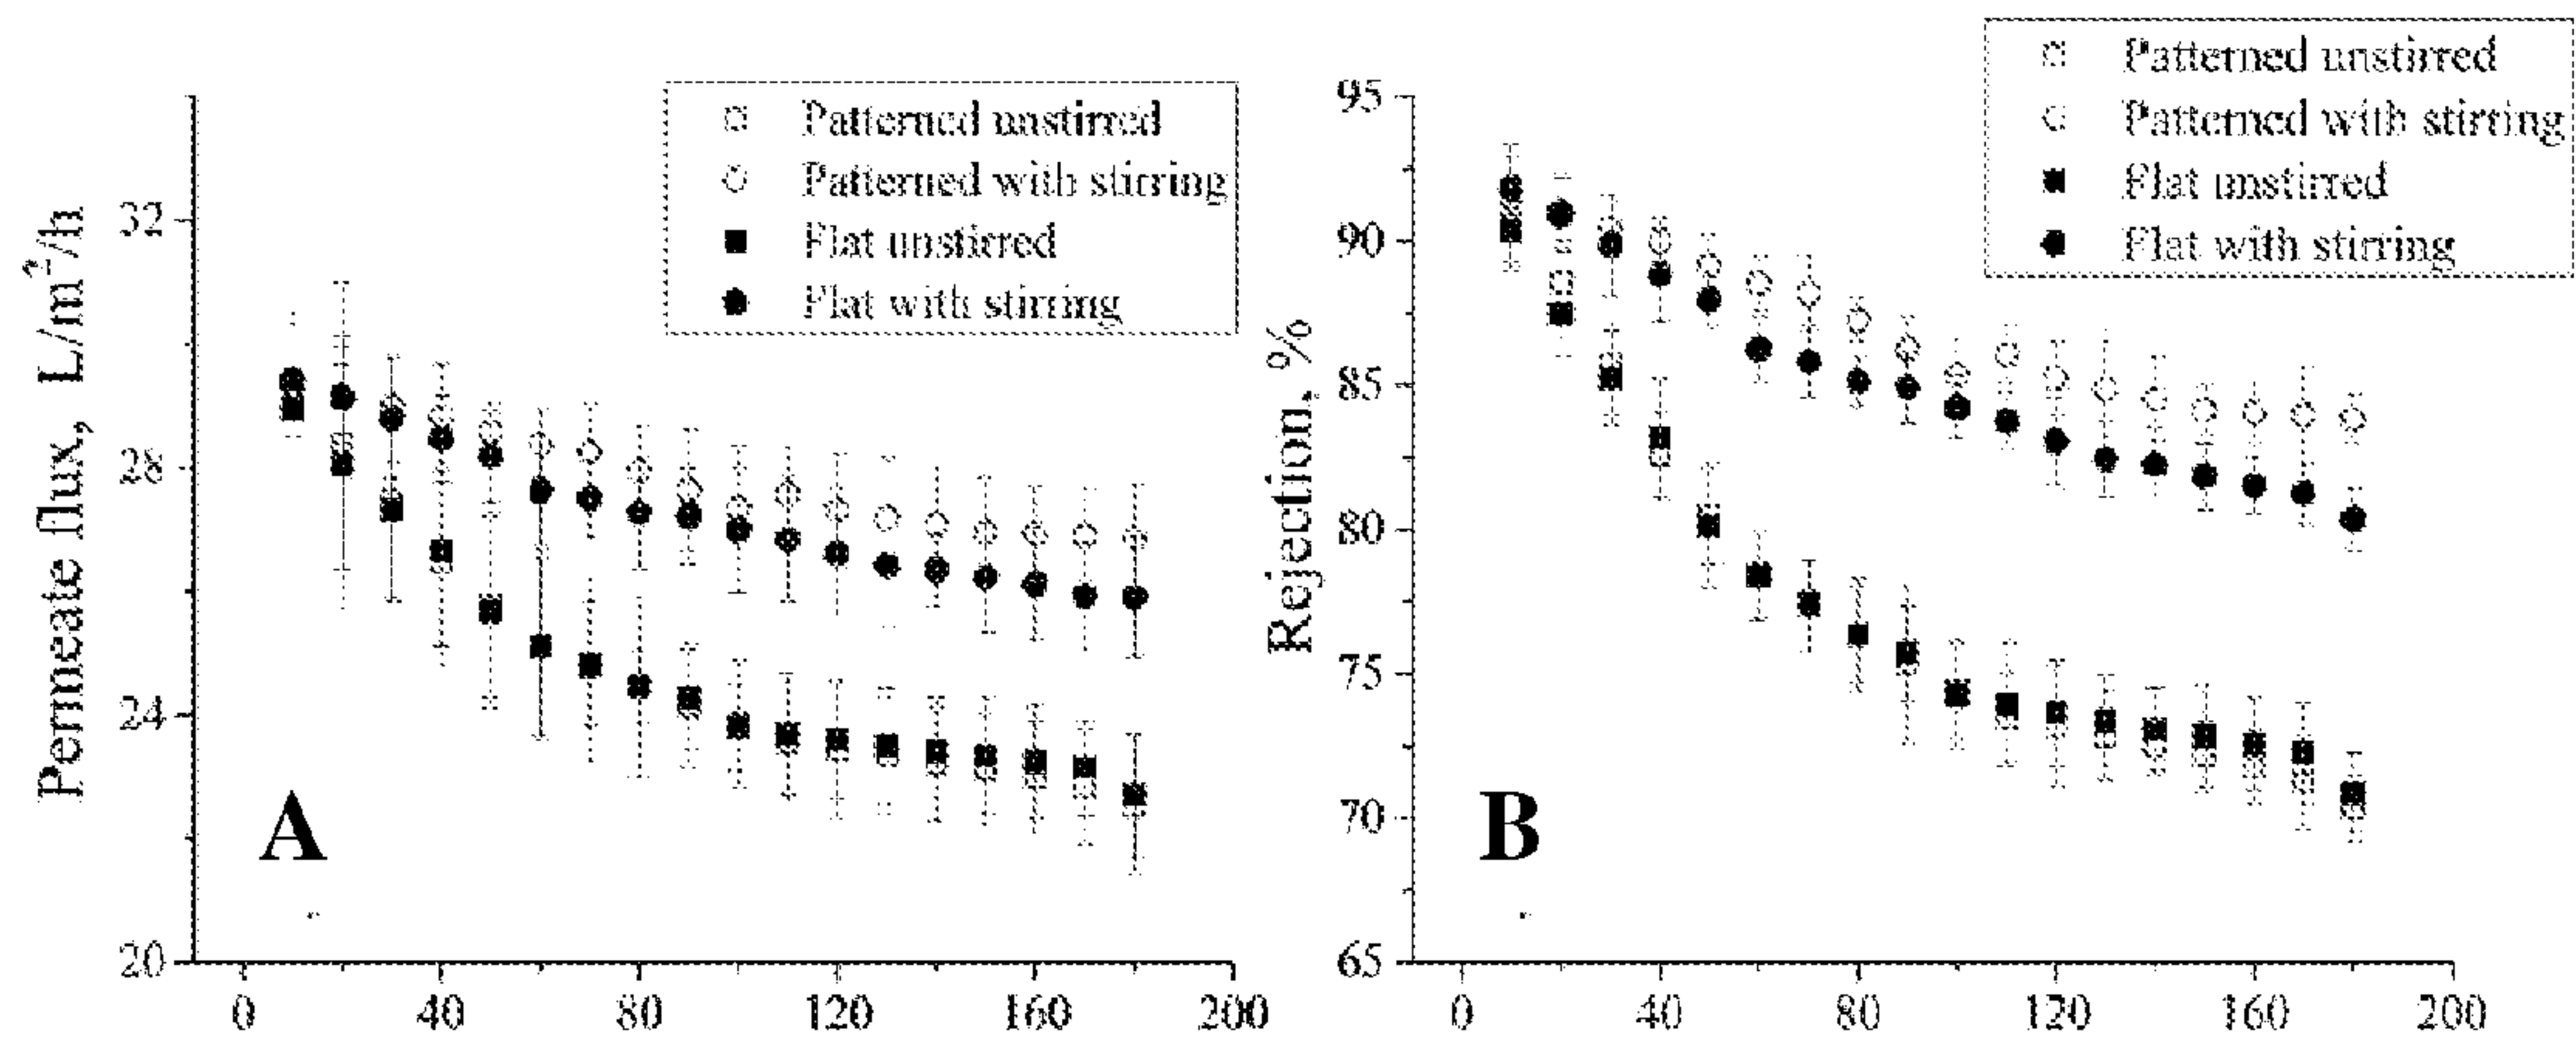 Patterned unstirred
Patterned with stirring
Flat unstirred
Flat with stirring
Permeate flux, L/m²/h
32
28
24
20
0 40 80 120 160 200
A
Patterned unstirred
Patterned with stirring
Flat unstirred
Flat with stirring
Rejection, %
95
90
85
80
75
70
65
0 40 80 120 160 200
B